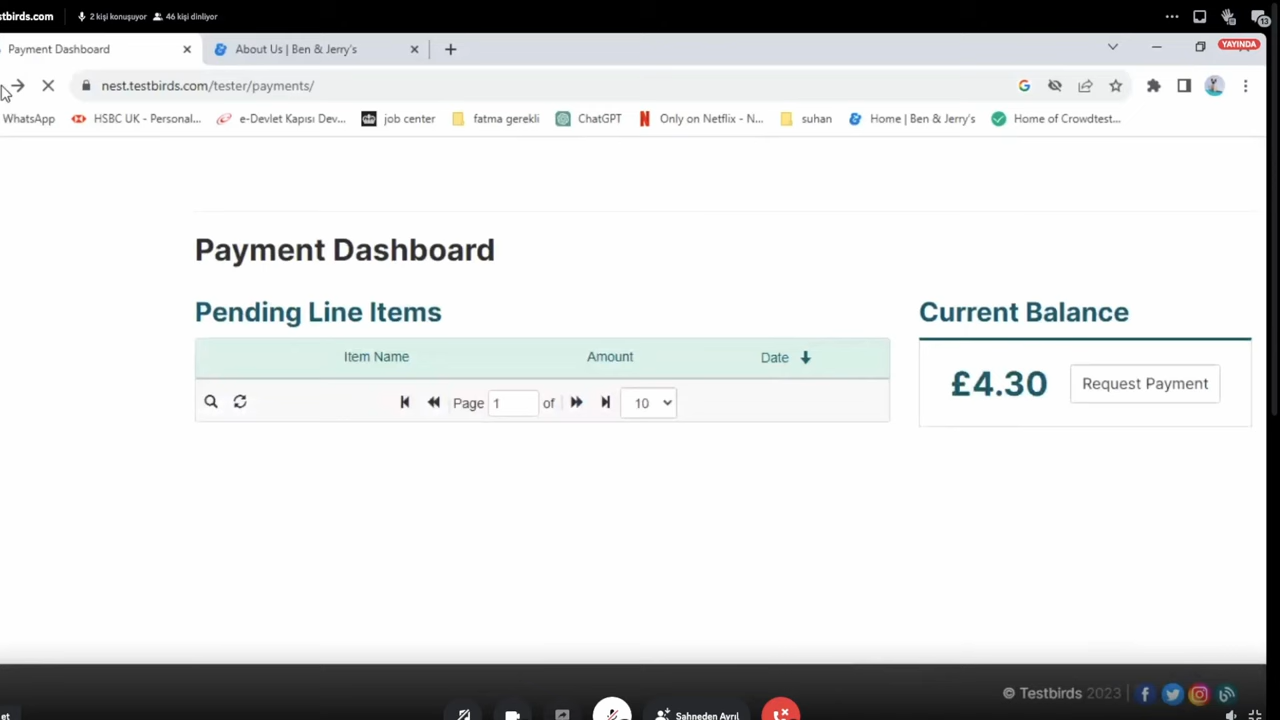 stbirds.com 2 kişi konuşuyor 46 kişi dinliyor 13
Payment Dashboard About Us | Ben & Jerry's YAYINDA
nest.testbirds.com/tester/payments/
WhatsApp HSBC UK - Personal... e-Devlet Kapısı Dev... job center fatma gerekli ChatGPT Only on Netflix - N... suhan Home | Ben & Jerry's Home of Crowdtest...
Payment Dashboard
Pending Line Items
Item Name Amount Date
Page 1 of 10
Current Balance
£4.30 Request Payment
© Testbirds 2023
et Sahneden Ayrıl